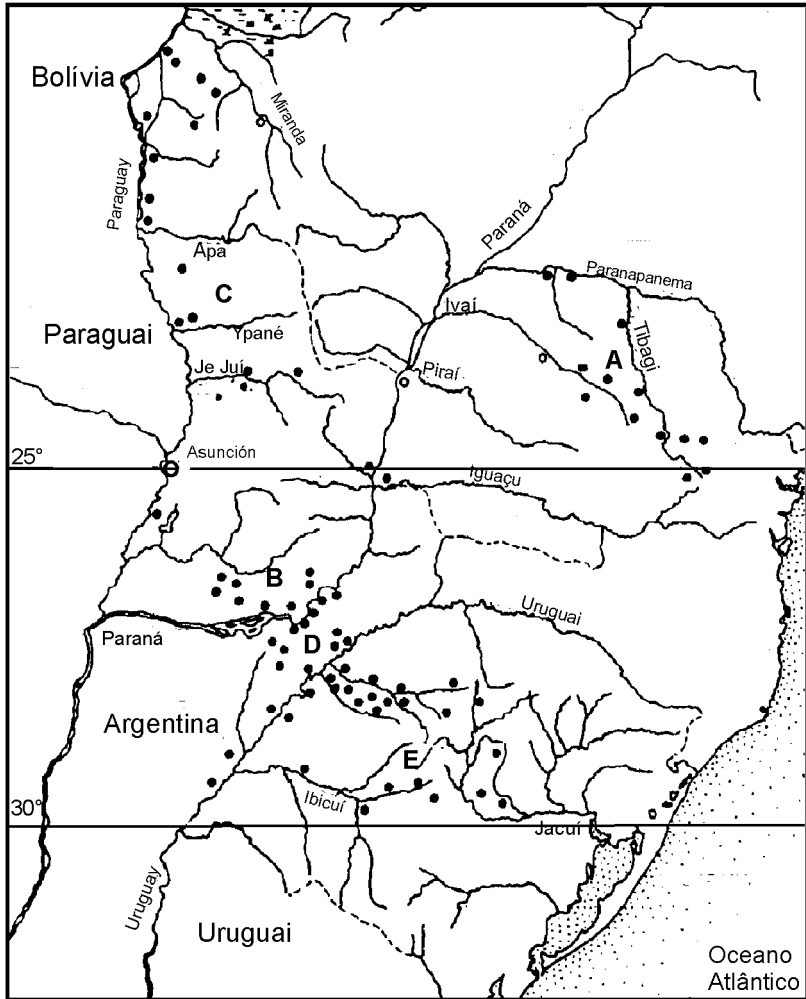 Bolívia
Miranda
Paraguay
Paraná
Apa
Paranapanema
C
Ivaí
Paraguai
Ypané
Tibagi
A
Je Juí
Piraí
Asunción
25°
Iguaçu
B
Uruguai
Paraná
D
Argentina
E
Ibicuí
30°
Jacuí
Uruguay
Uruguai
Oceano
Atlântico